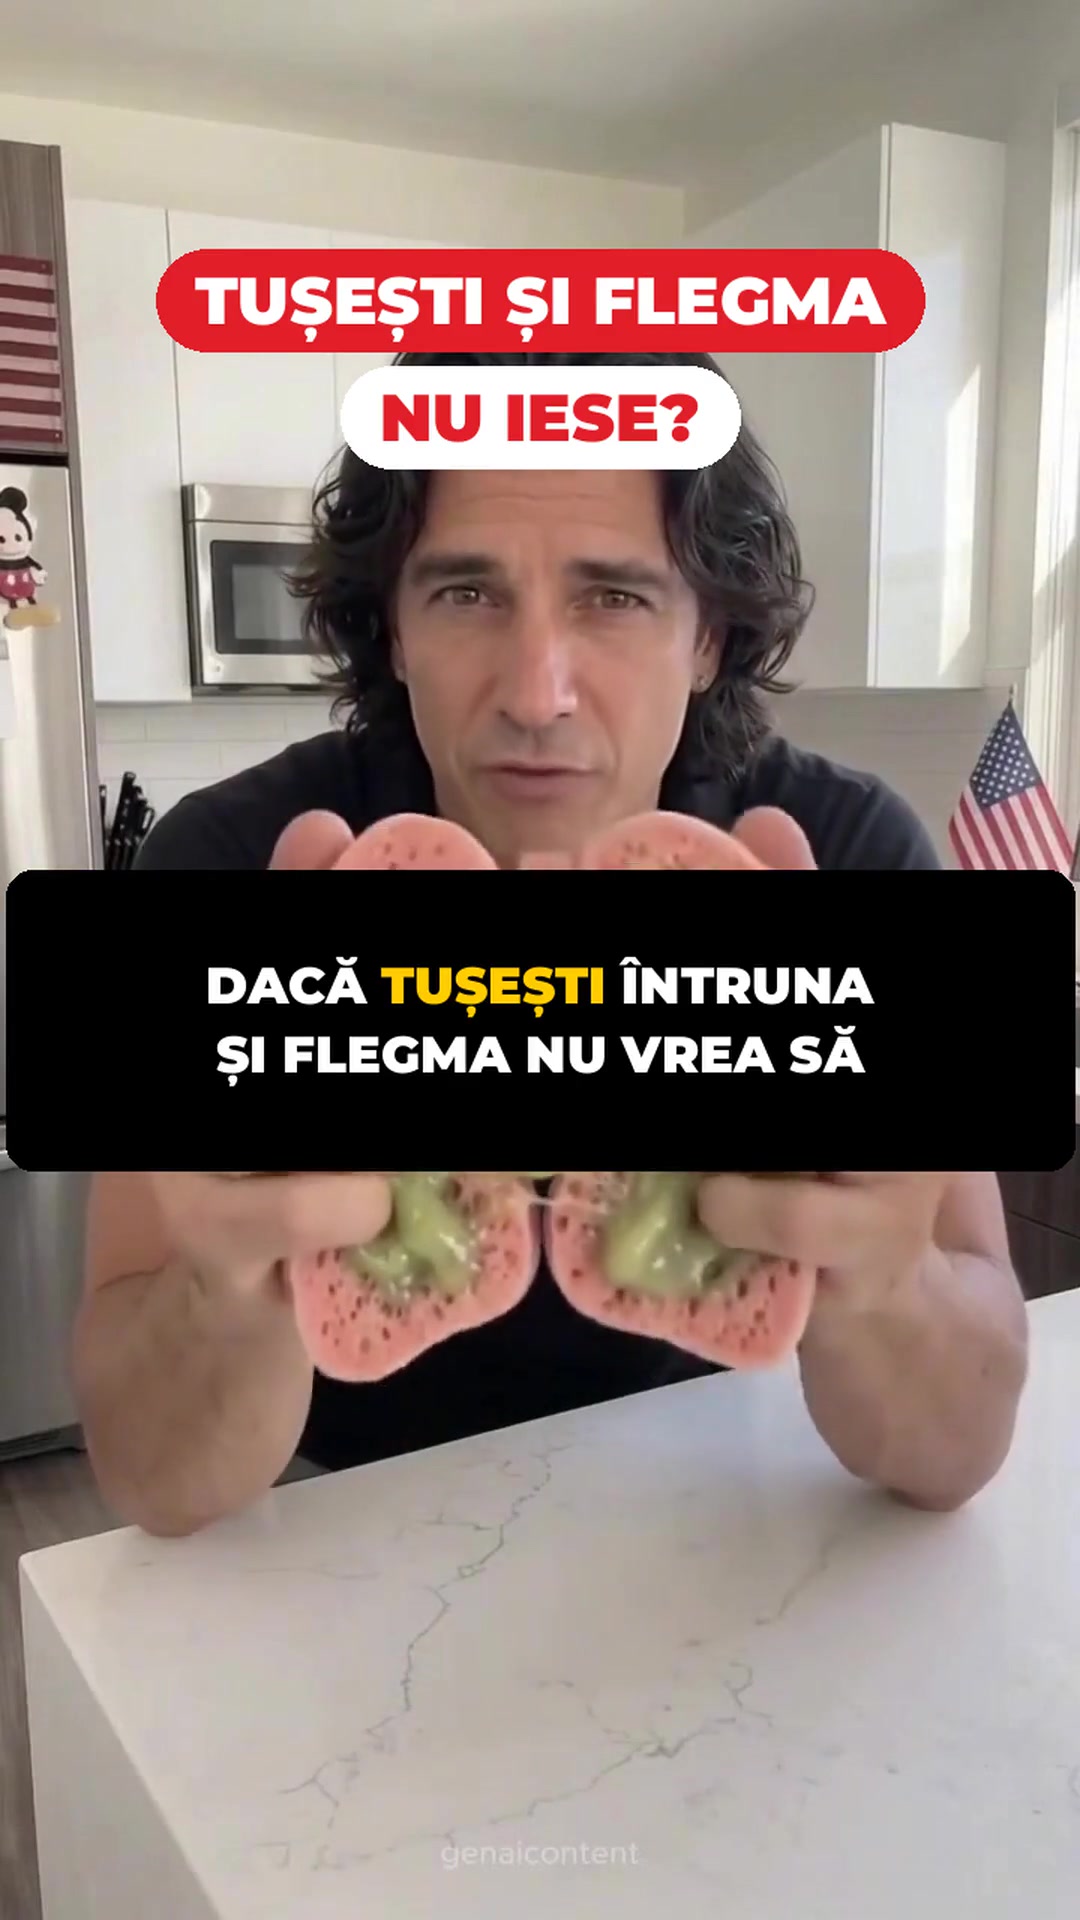 TUȘEȘTI ȘI FLEGMA
NU IESE?
DACĂ TUȘEȘTI ÎNTRUNA
ȘI FLEGMA NU VREA SĂ
genaicontent